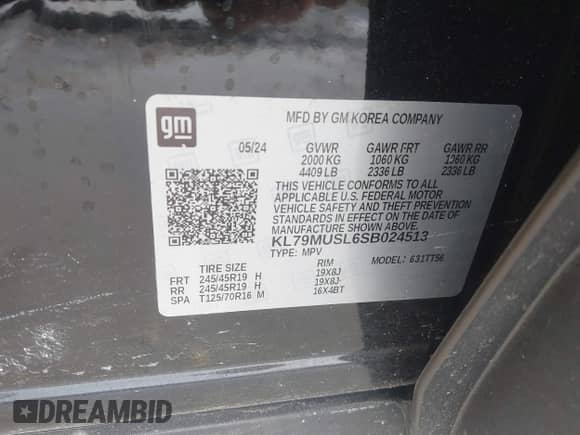 gm
MFD BY GM KOREA COMPANY
05/24 GVWR GAWR FRT GAWR RR
2000 KG 1060 KG 1260 KG
4409 LB 2336 LB 2336 LB
THIS VEHICLE CONFORMS TO ALL
APPLICABLE U.S. FEDERAL MOTOR
VEHICLE SAFETY AND THEFT PREVENTION
STANDARDS IN EFFECT ON THE DATE OF
MANUFACTURE SHOWN ABOVE.
KL79MUSL6SB024513
TYPE: MPV MODEL: 631TT56
TIRE SIZE RIM
FRT 245/45R19 H 19X8J
RR 245/45R19 H 19X8J
SPA T125/70R16 M 16X4BT
DREAMBID